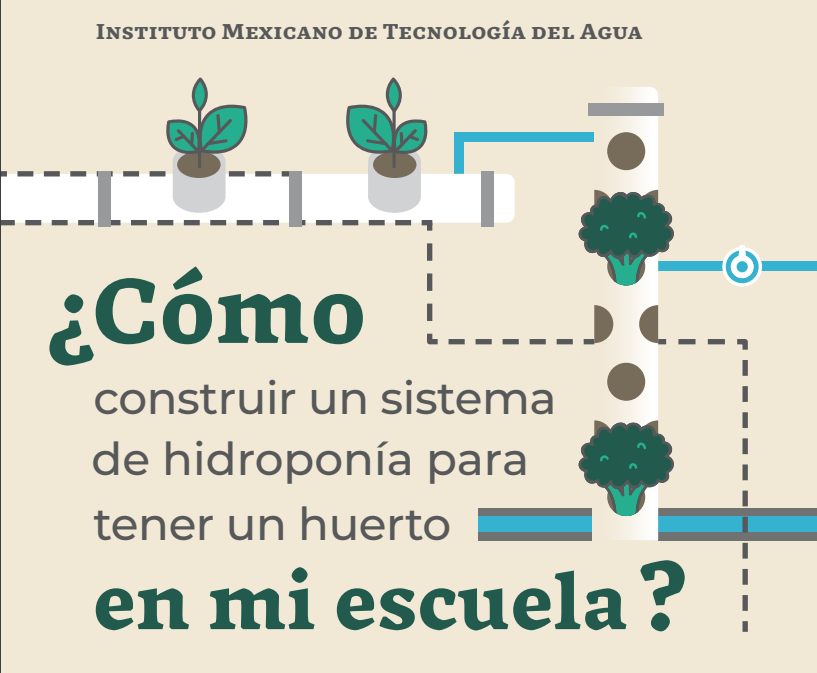 Instituto Mexicano de Tecnología del Agua
¿Cómo
construir un sistema
de hidroponía para
tener un huerto
en mi escuela?